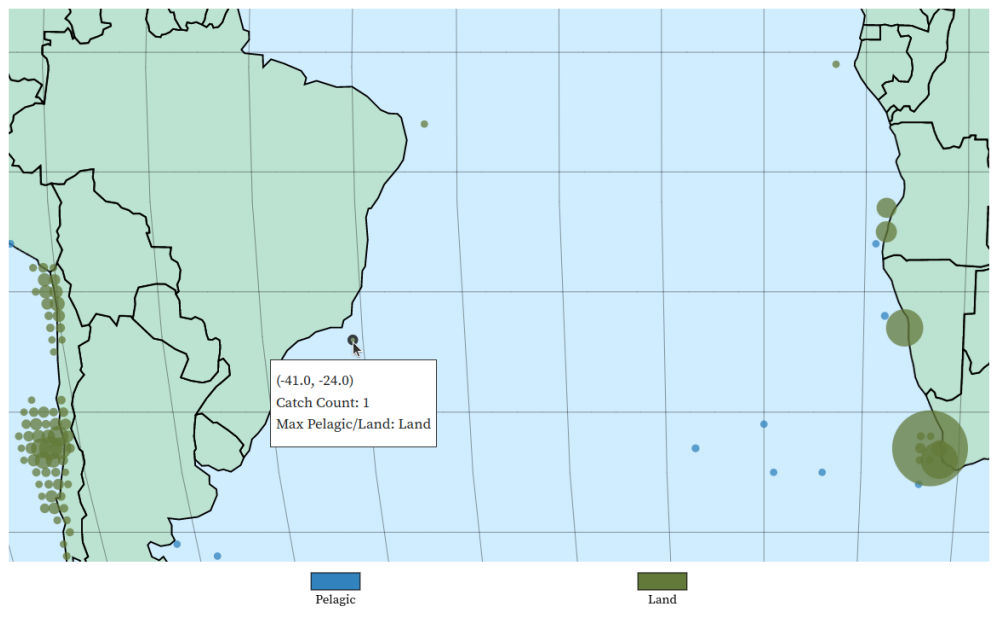 (-41.0, -24.0)
Catch Count: 1
Max Pelagic/Land: Land
Pelagic
Land